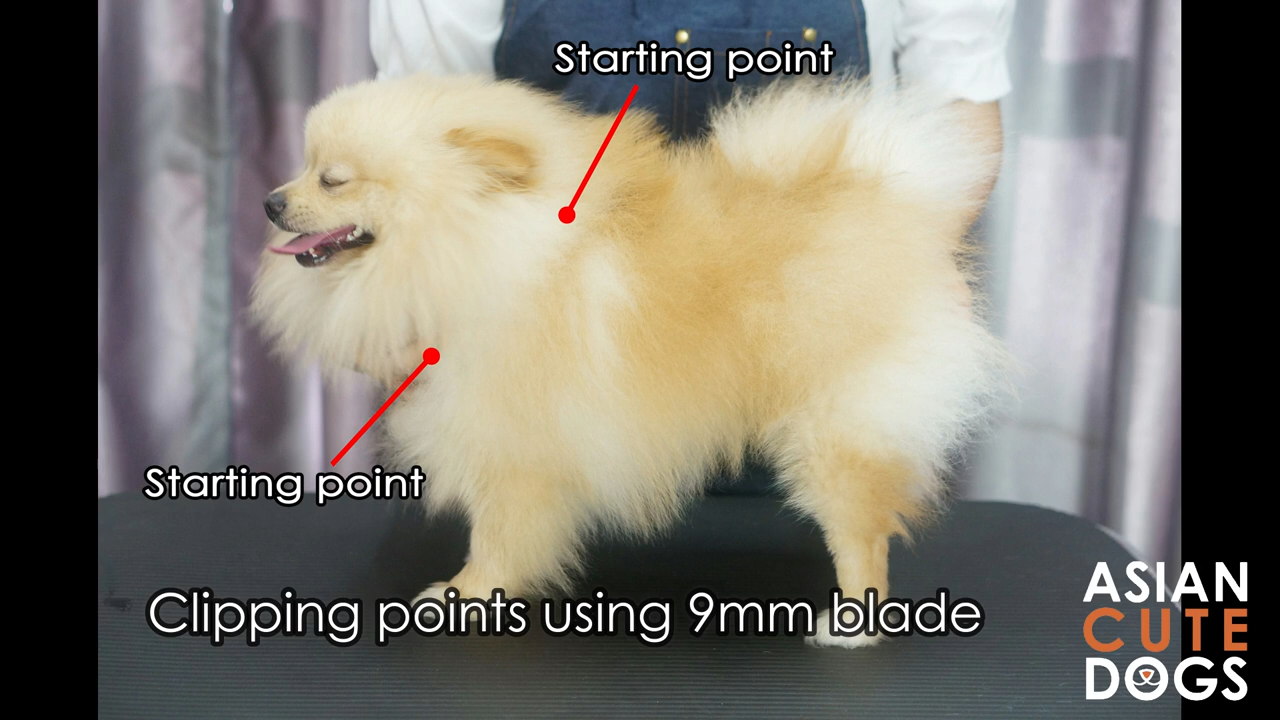 Starting point
Starting point
Clipping points using 9mm blade
ASIAN
CUTE
DOGS